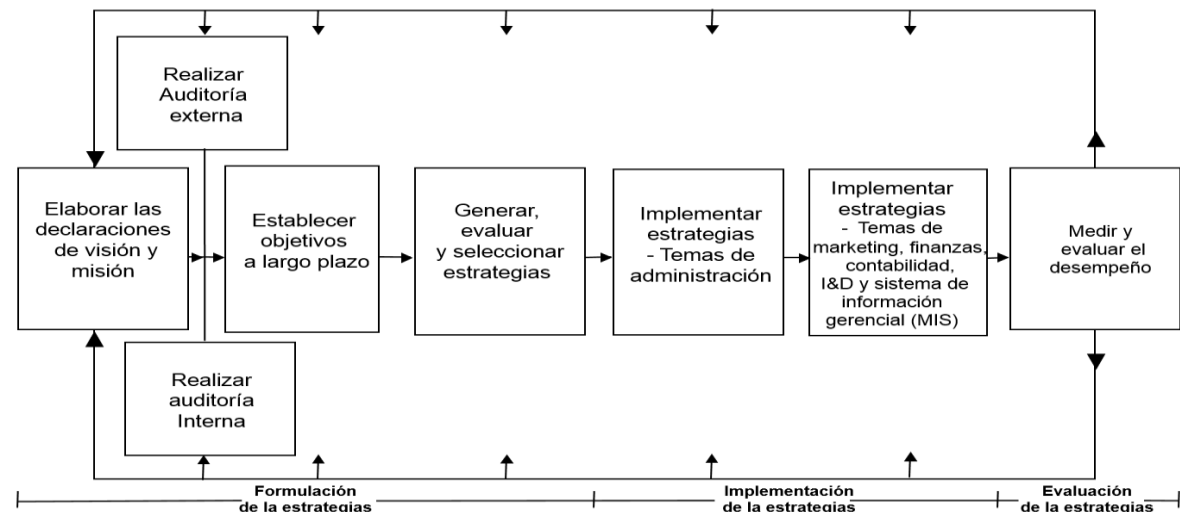 Realizar
Auditoría
externa
Elaborar las
declaraciones
de visión y
misión
Establecer
objetivos
a largo plazo
Generar,
evaluar
y seleccionar
estrategias
Implementar
estrategias
- Temas de
administración
Implementar
estrategias
- Temas de
marketing, finanzas,
contabilidad,
I&D y sistema de
información
gerencial (MIS)
Medir y
evaluar el
desempeño
Realizar
auditoría
Interna
Formulación
de la estrategias
Implementación
de la estrategias
Evaluación
de la estrategias